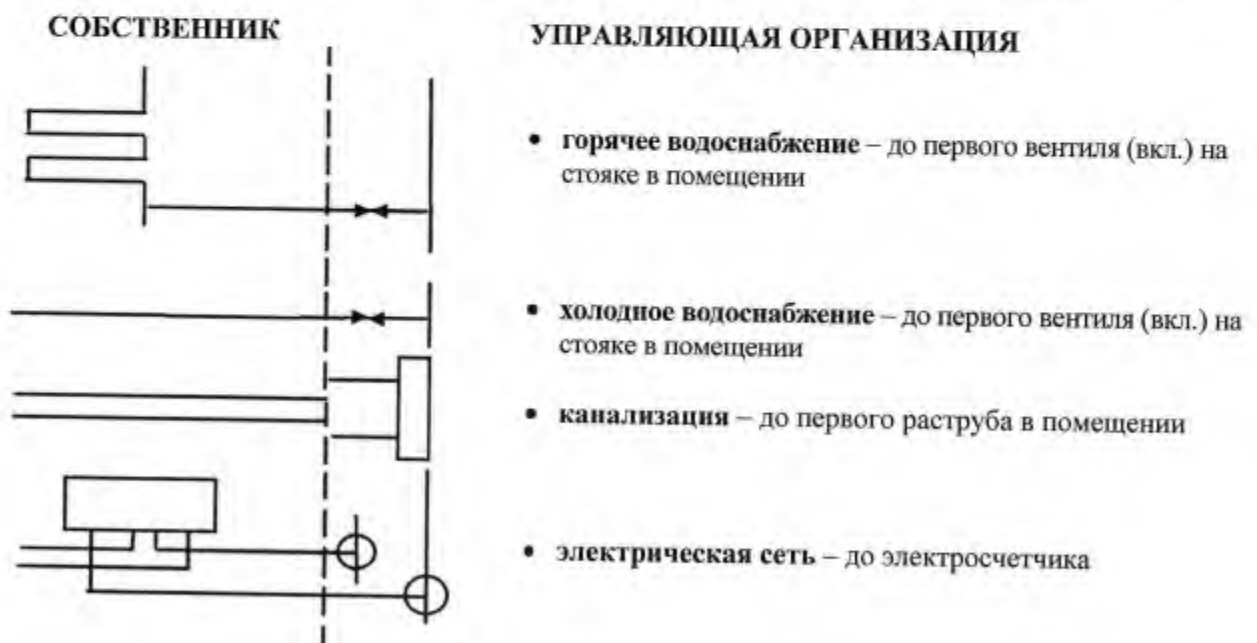 СОБСТВЕННИК
УПРАВЛЯЮЩАЯ ОРГАНИЗАЦИЯ
• горячее водоснабжение – до первого вентиля (вкл.) на
стояке в помещении
• холодное водоснабжение – до первого вентиля (вкл.) на
стояке в помещении
• канализация – до первого раструба в помещении
• электрическая сеть – до электросчетчика